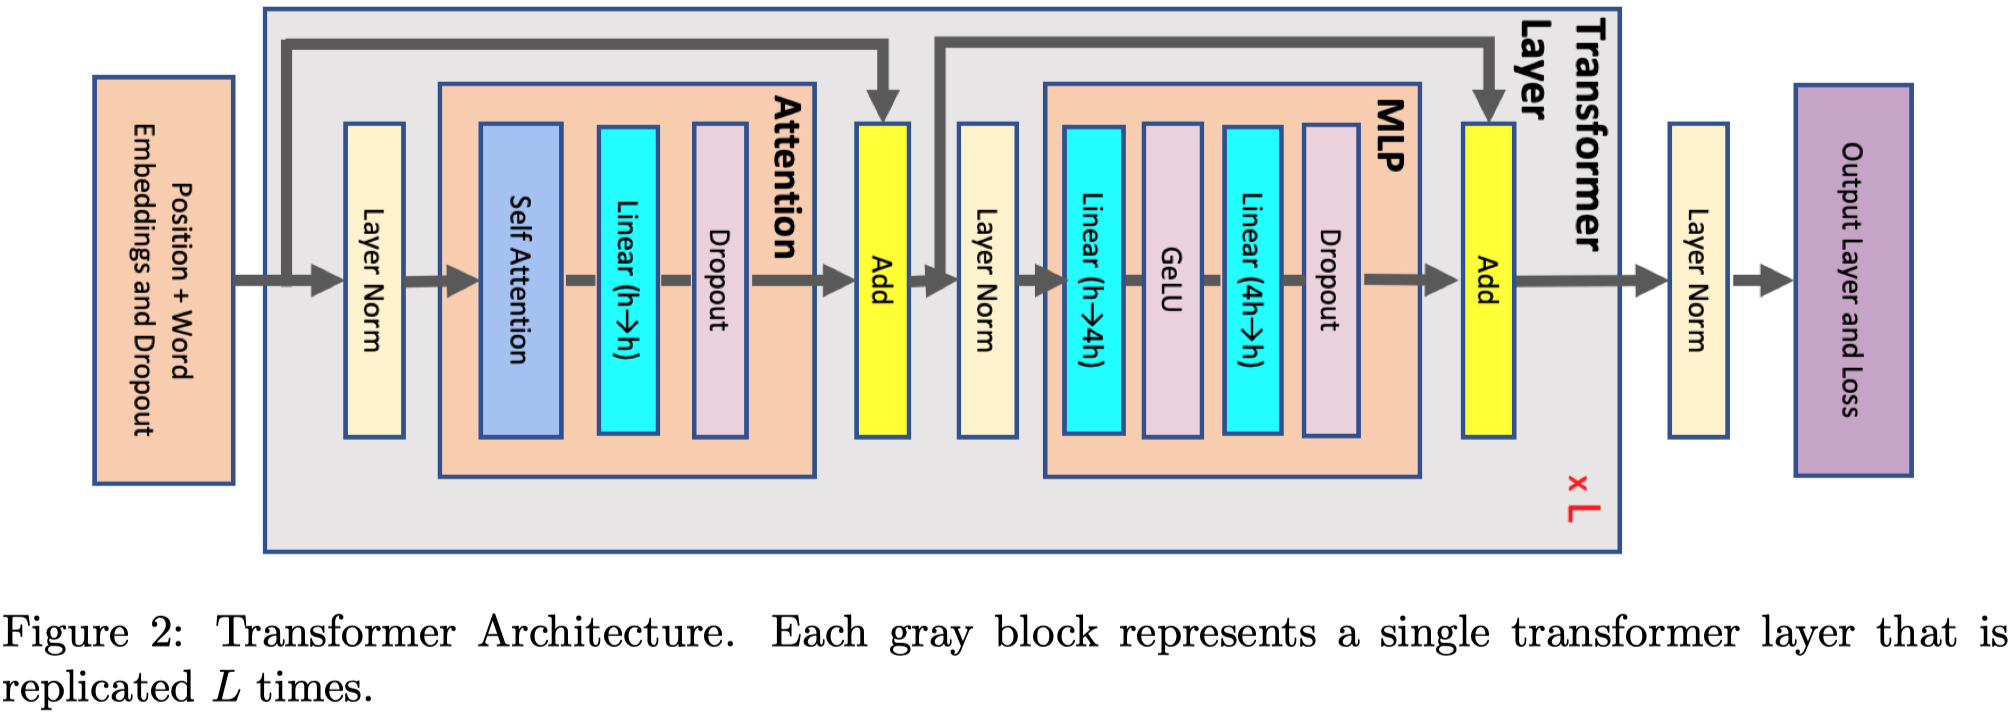 Position + Word
Embeddings and Dropout
Layer Norm
Self Attention
Linear (h→h)
Dropout
Attention
Add
Layer Norm
Linear (h→4h)
GeLU
Linear (4h→h)
Dropout
MLP
Add
Transformer
Layer
x L
Layer Norm
Output Layer and Loss
Figure 2: Transformer Architecture. Each gray block represents a single transformer layer that is
replicated L times.